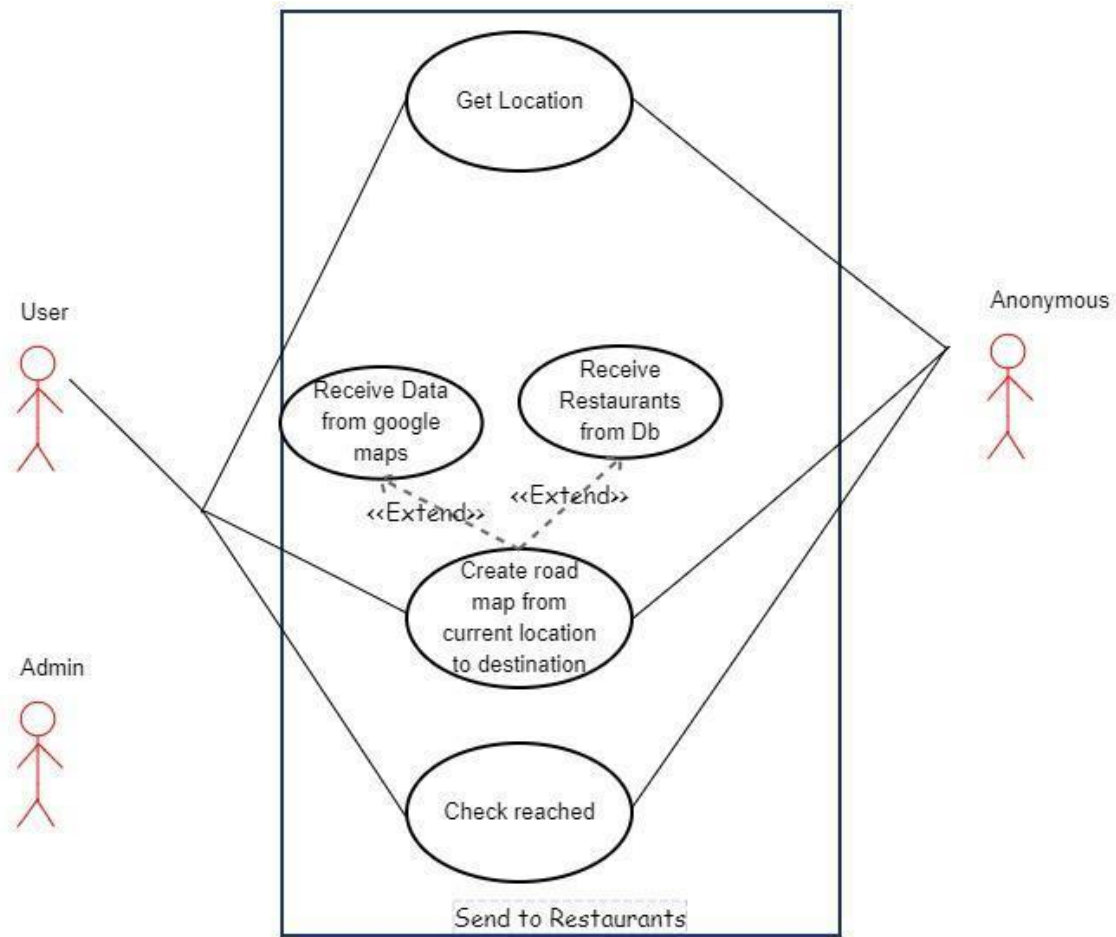 Get Location
User
Anonymous
Receive Data
from google
maps
Receive
Restaurants
from Db
‹‹Extend››
‹‹Extend››
Create road
map from
current location
to destination
Admin
Check reached
Send to Restaurants